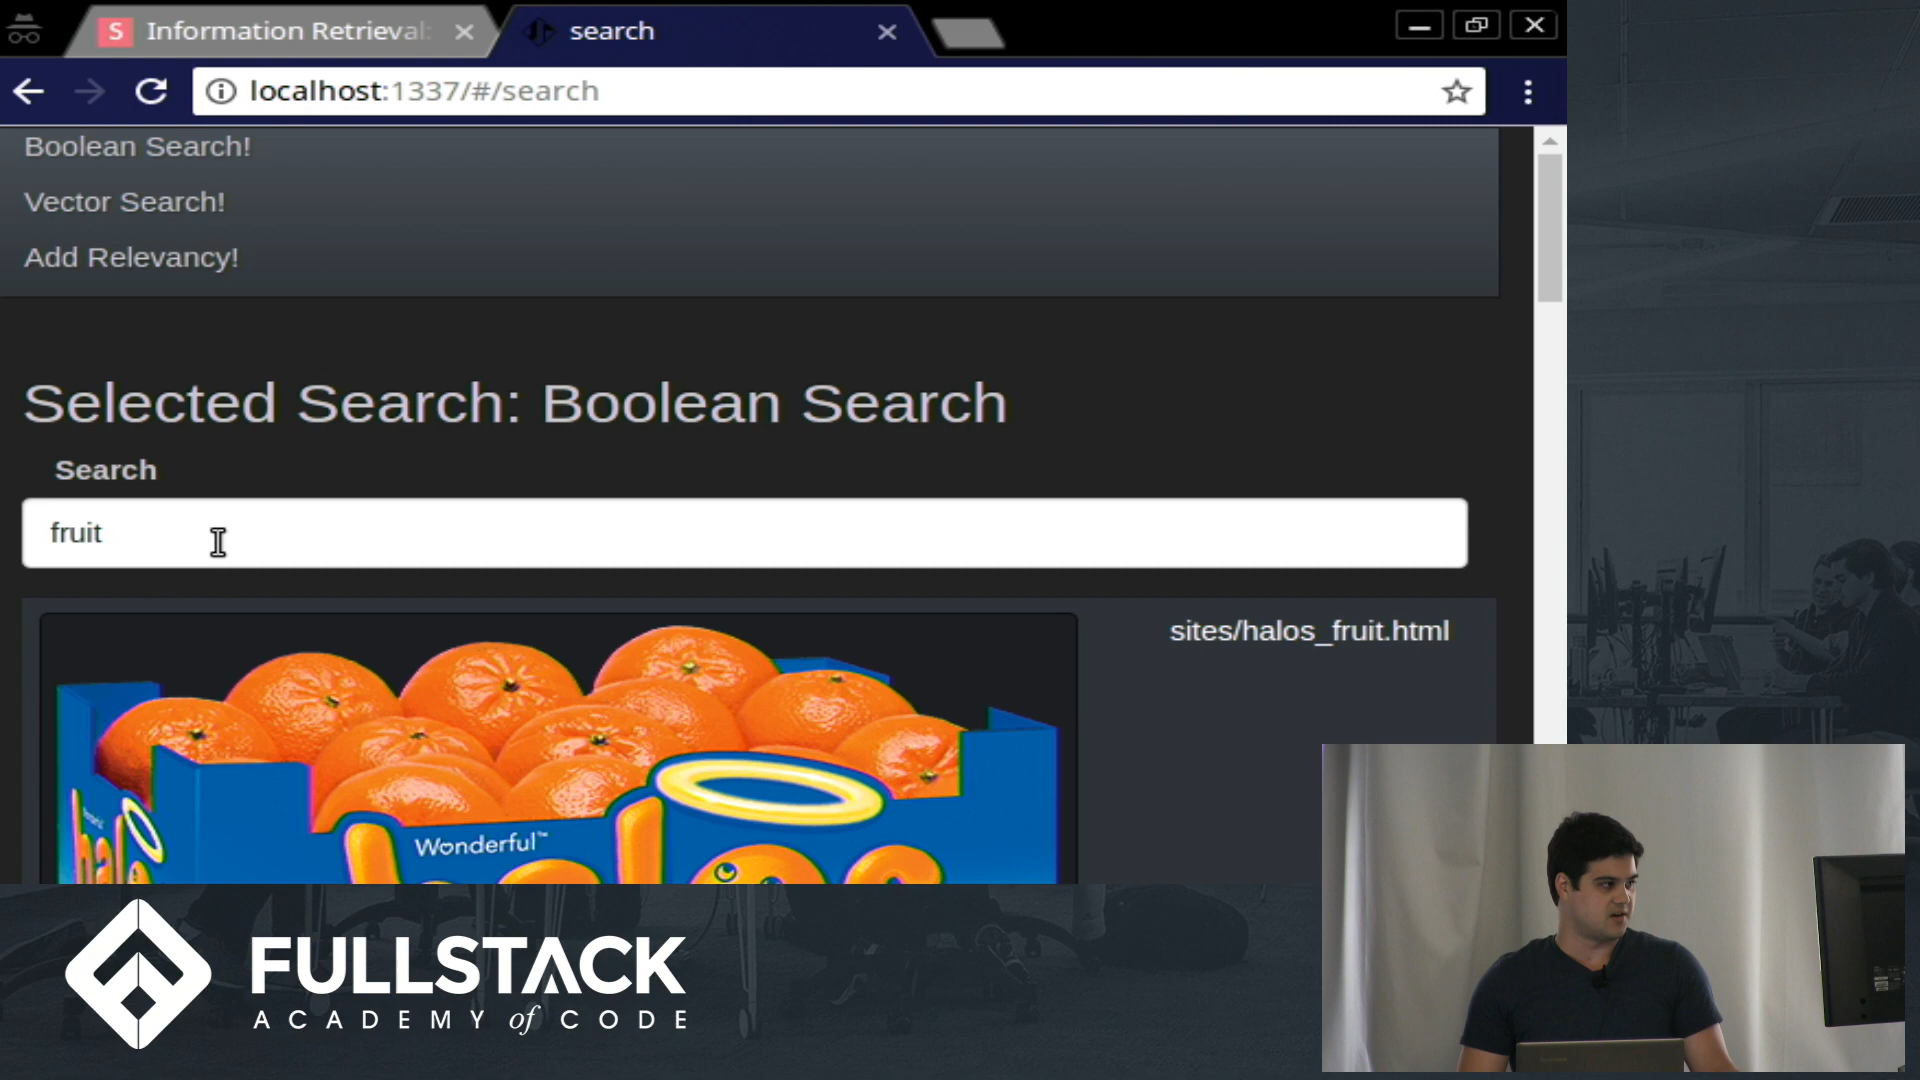 S Information Retrieval:
search
localhost:1337/#/search
Boolean Search!
Vector Search!
Add Relevancy!
Selected Search: Boolean Search
Search
fruit
sites/halos_fruit.html
Wonderful™
halos
FULLSTACK
ACADEMY of CODE